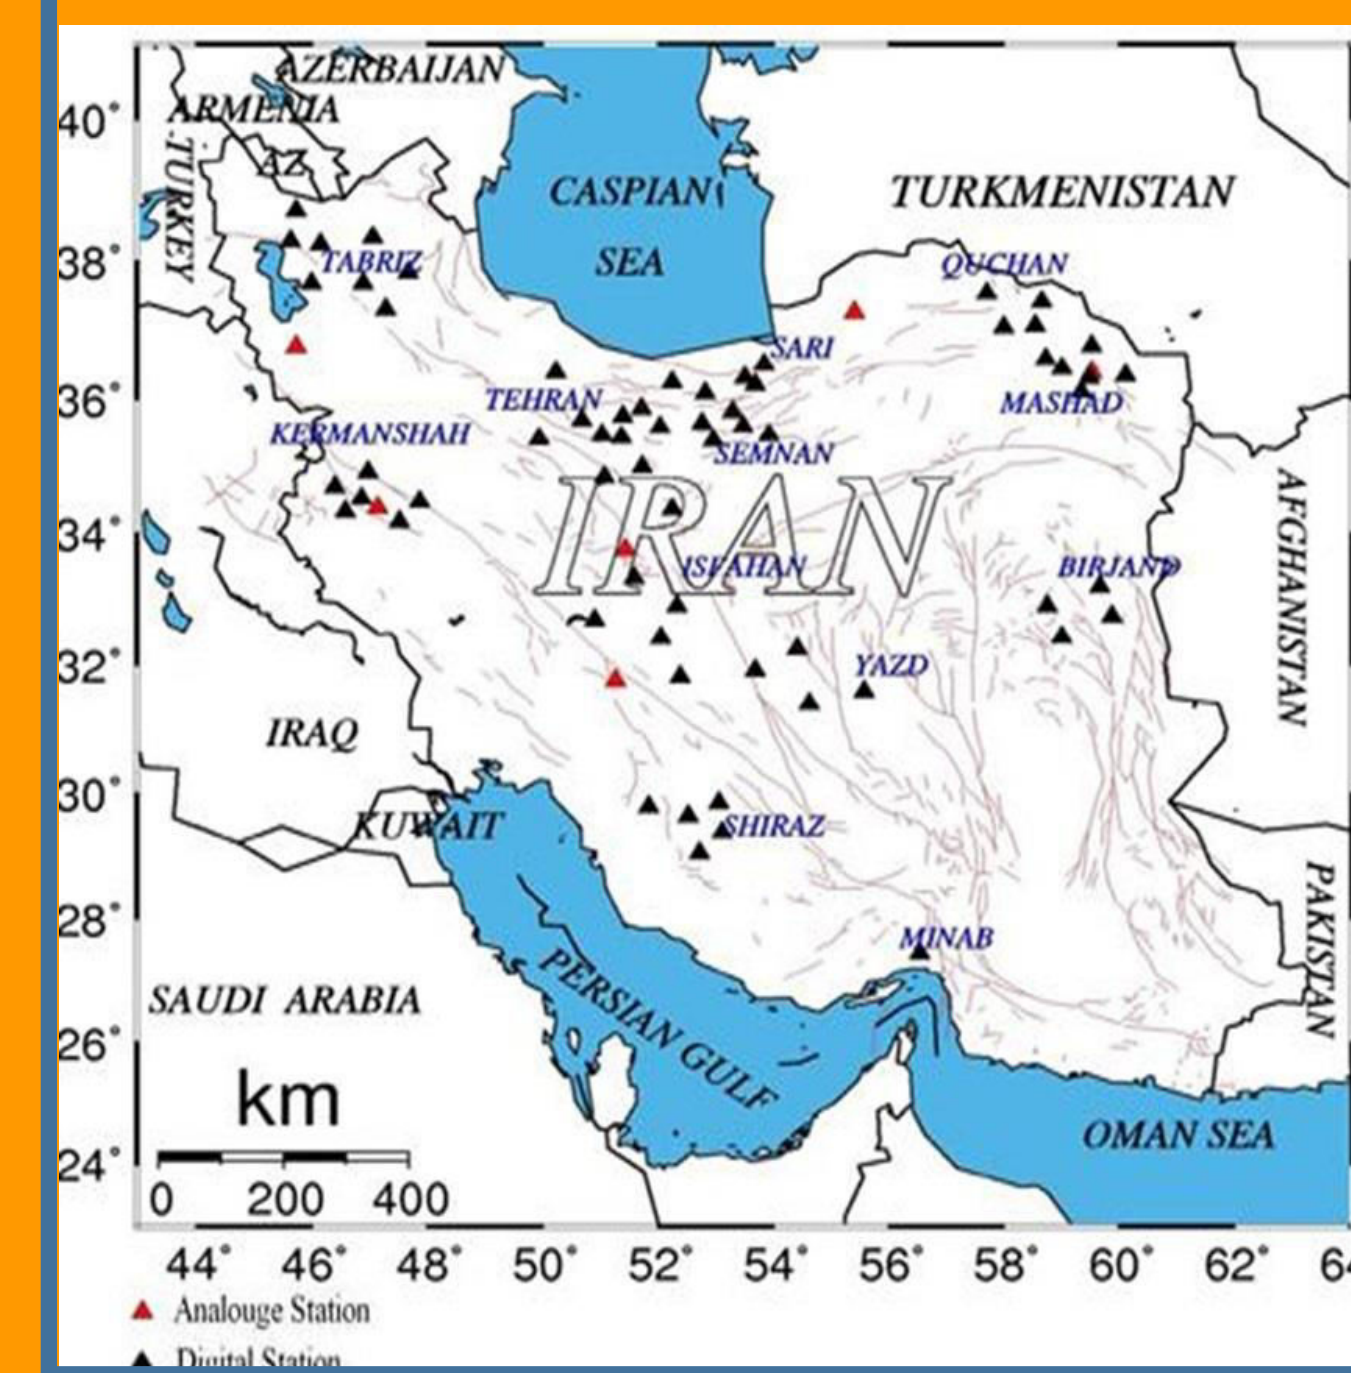 AZERBAIJAN
ARMENIA
40°
TURKEY
AZ.
CASPIAN
SEA
TURKMENISTAN
38°
TABRIZ
QUCHAN
SARI
36°
TEHRAN
MASHAD
KERMANSHAH
SEMNAN
IRAN
AFGHANISTAN
34°
ISFAHAN
BIRJAND
32°
YAZD
IRAQ
30°
KUWAIT
SHIRAZ
PAKISTAN
28°
MINAB
PERSIAN GULF
SAUDI ARABIA
26°
km
OMAN SEA
24°
0 200 400
44° 46° 48° 50° 52° 54° 56° 58° 60° 62°
Analouge Station
Digital Station